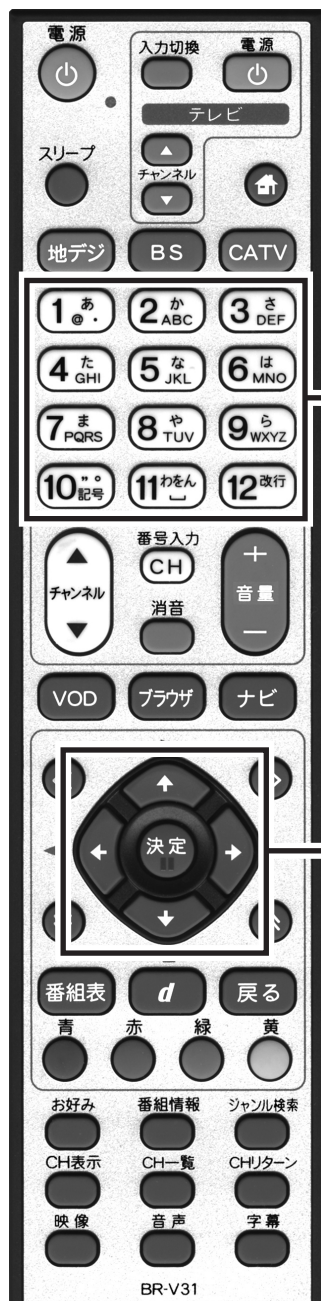 電源
入力切換 電源
テレビ
スリープ
チャンネル
地デジ BS CATV
1 あ @ . 2 か ABC 3 さ DEF
4 た GHI 5 な JKL 6 は MNO
7 ま PQRS 8 や TUV 9 ら WXYZ
10 ゛゜ 記号 11 わをん 12 改行
番号入力
チャンネル CH + 音量 −
消音
VOD ブラウザ ナビ
決定
番組表 d 戻る
青 赤 緑 黄
お好み 番組情報 ジャンル検索
CH表示 CH一覧 CHリターン
映像 音声 字幕
BR-V31